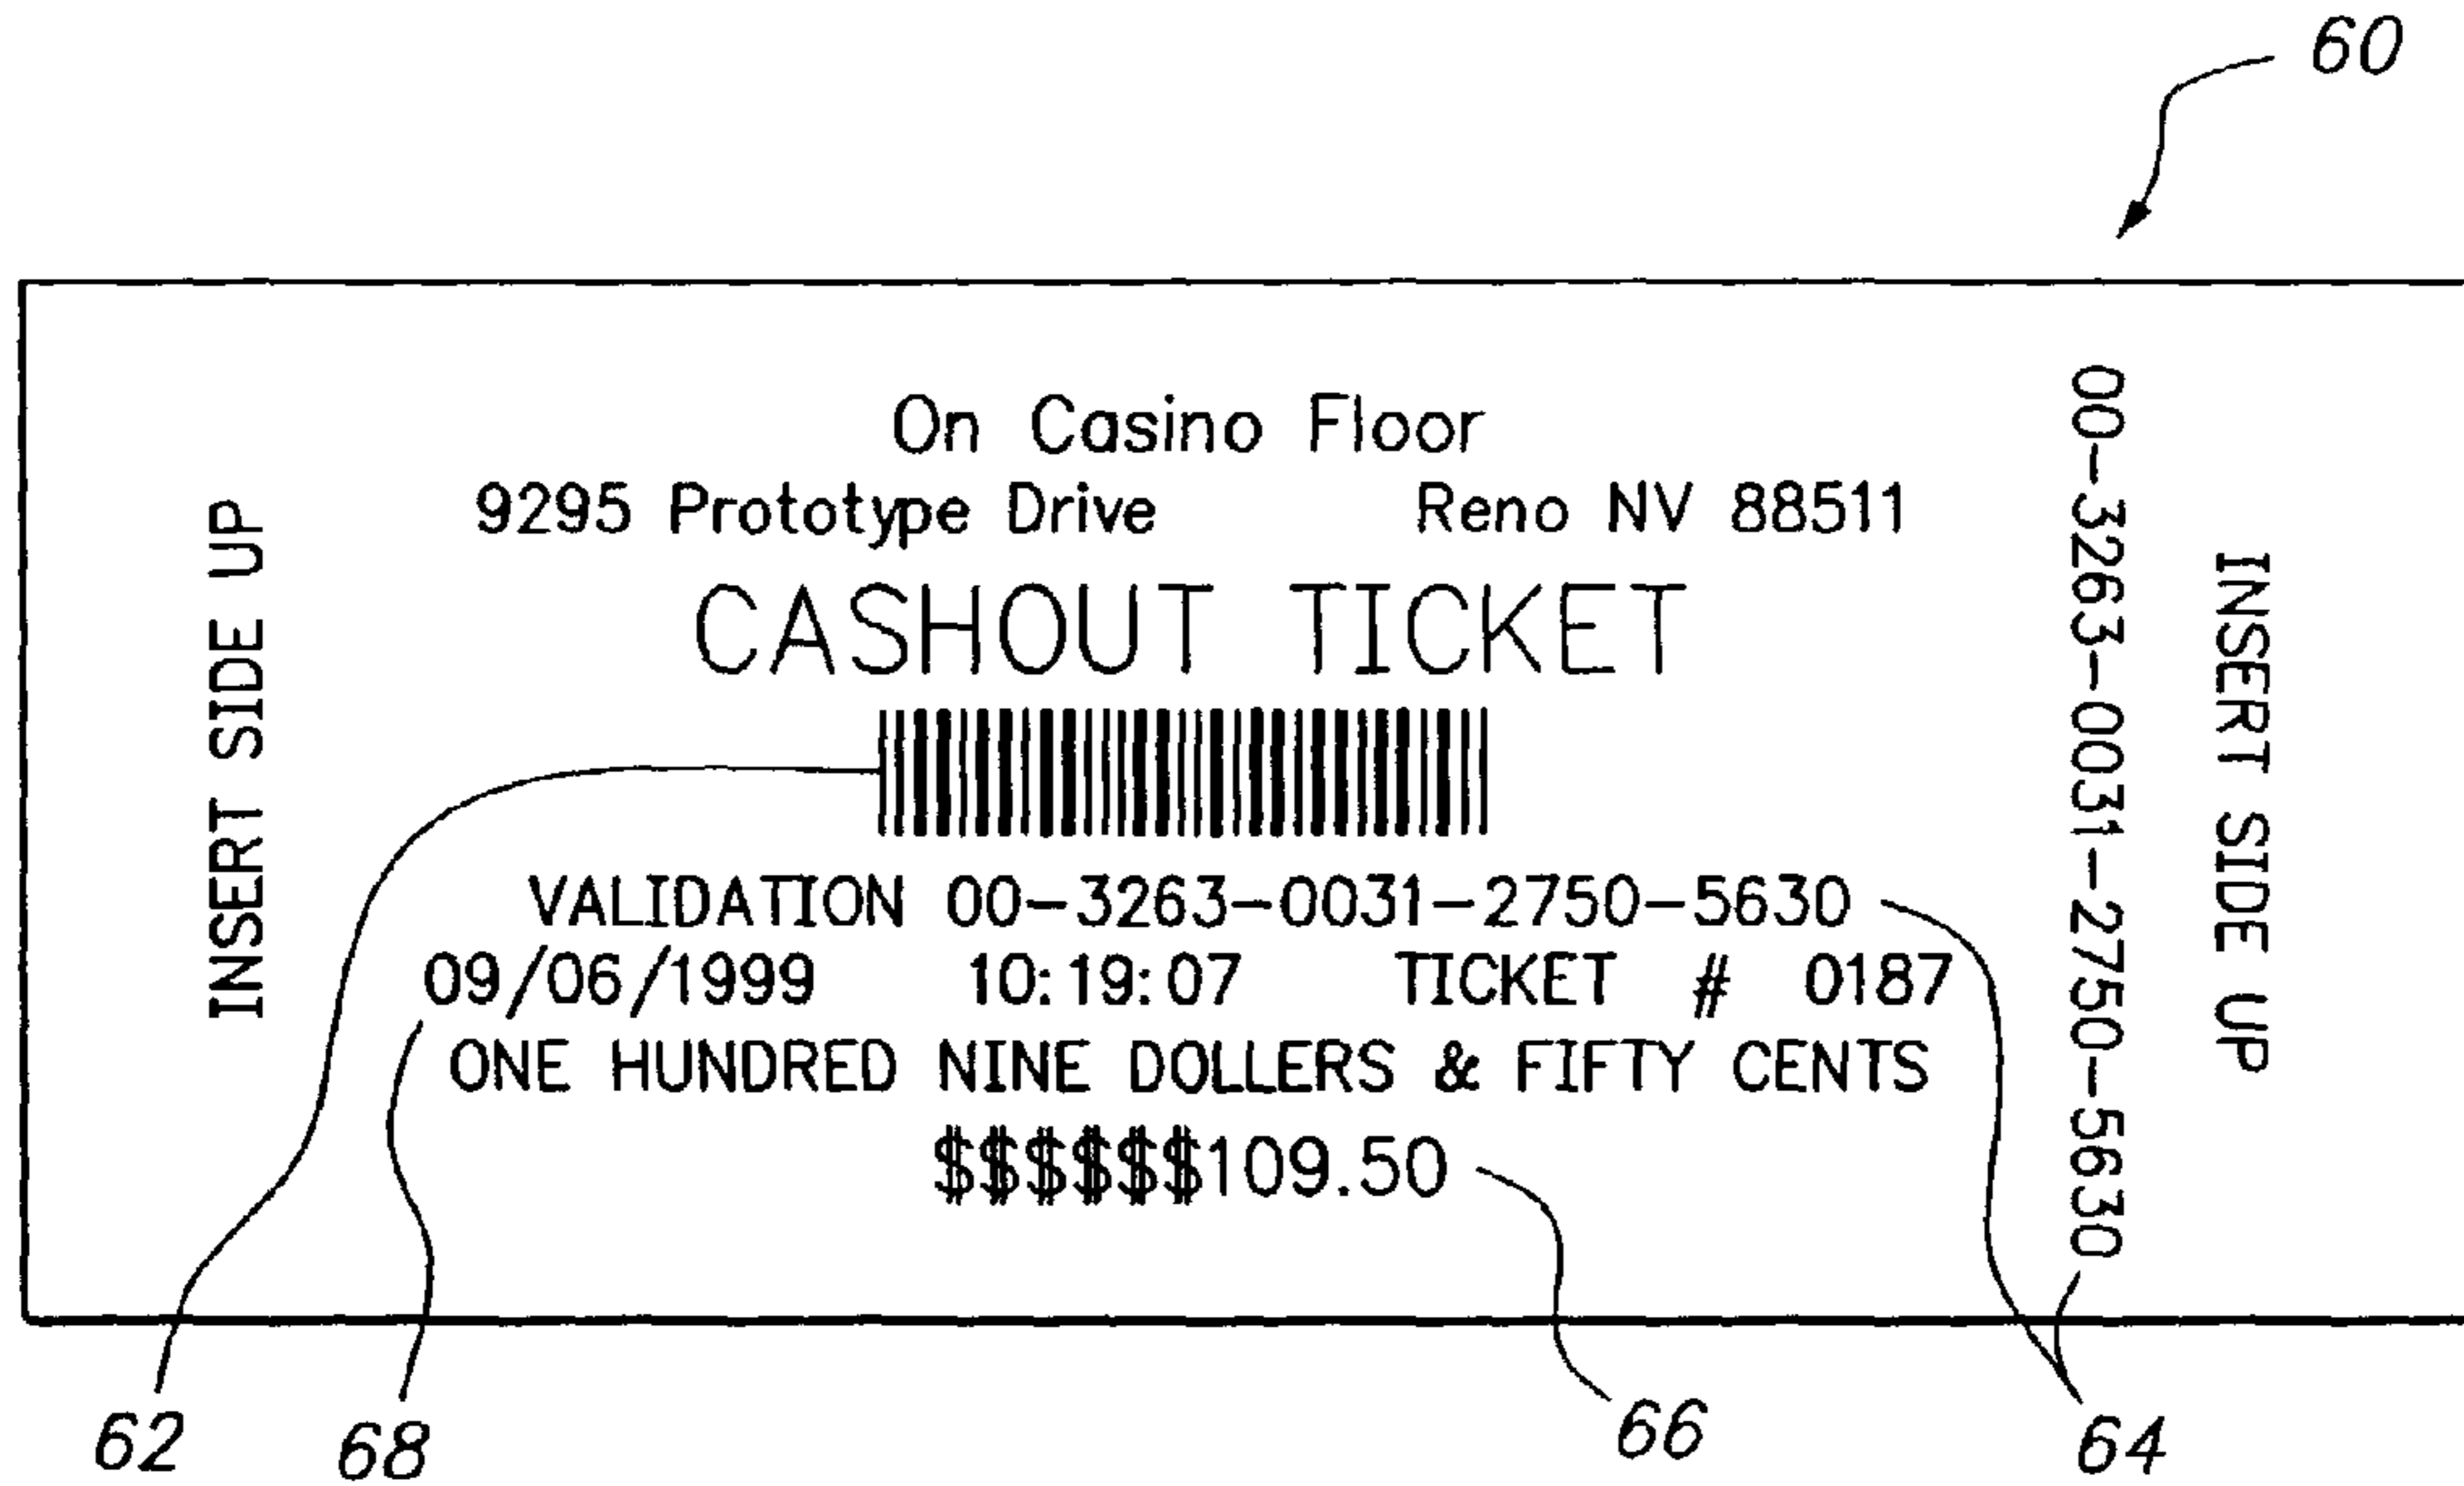 60
On Casino Floor
9295 Prototype Drive Reno NV 88511
CASHOUT TICKET
INSERT SIDE UP
VALIDATION 00-3263-0031-2750-5630
09/06/1999 10:19:07 TICKET # 0187
ONE HUNDRED NINE DOLLERS & FIFTY CENTS
$$$$$$109.50
00-3263-0031-2750-5630
INSERT SIDE UP
62
68
66
64